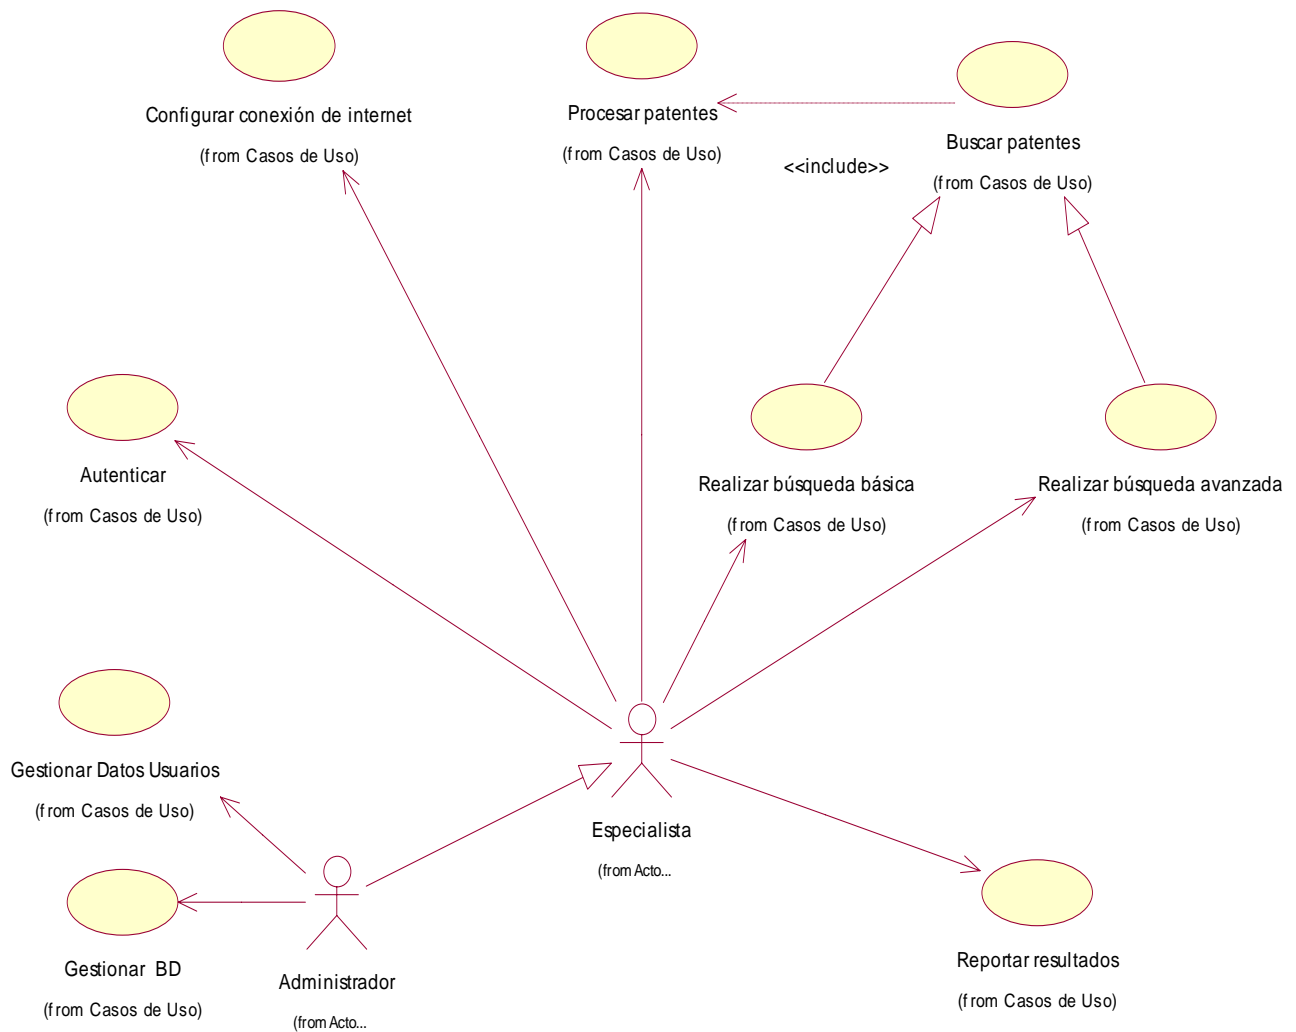 Configurar conexión de internet
(from Casos de Uso)
Procesar patentes
(from Casos de Uso)
Buscar patentes
(from Casos de Uso)
<<include>>
Autenticar
(from Casos de Uso)
Realizar búsqueda básica
(from Casos de Uso)
Realizar búsqueda avanzada
(from Casos de Uso)
Gestionar Datos Usuarios
(from Casos de Uso)
Especialista
(from Acto...
Gestionar BD
(from Casos de Uso)
Administrador
(from Acto...
Reportar resultados
(from Casos de Uso)